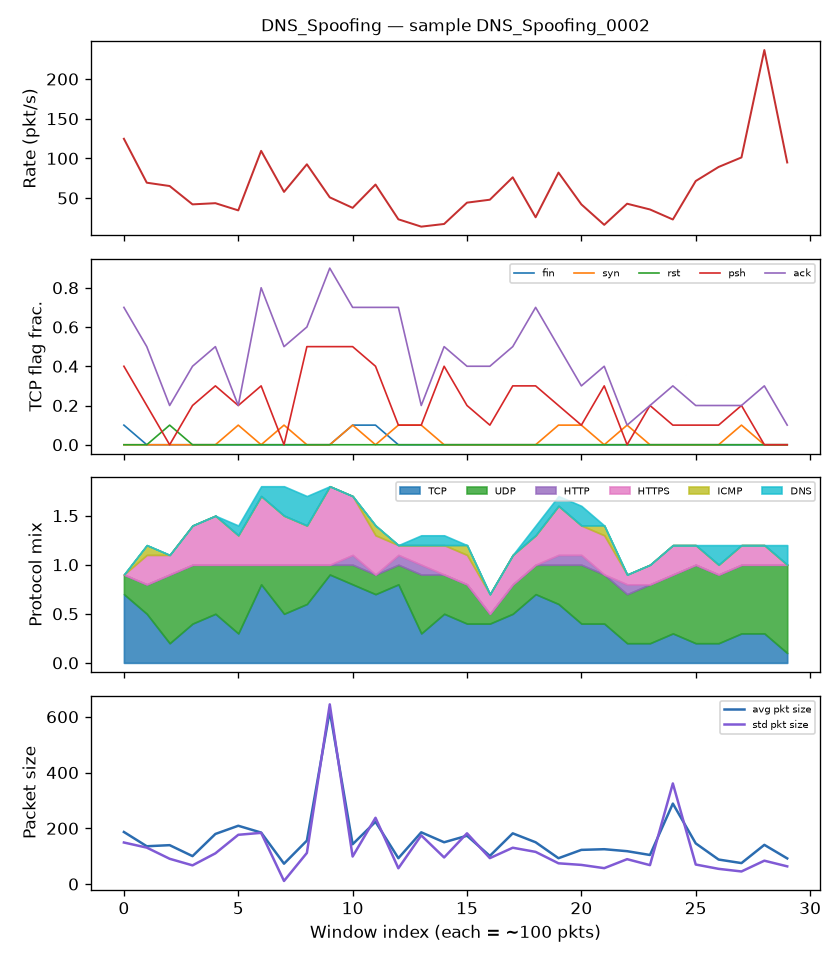 DNS_Spoofing — sample DNS_Spoofing_0002
Rate (pkt/s)
200
150
100
50
TCP flag frac.
0.8
0.6
0.4
0.2
0.0
fin syn rst psh ack
Protocol mix
1.5
1.0
0.5
0.0
TCP UDP HTTP HTTPS ICMP DNS
Packet size
600
400
200
0
avg pkt size
std pkt size
0 5 10 15 20 25 30
Window index (each = ~100 pkts)